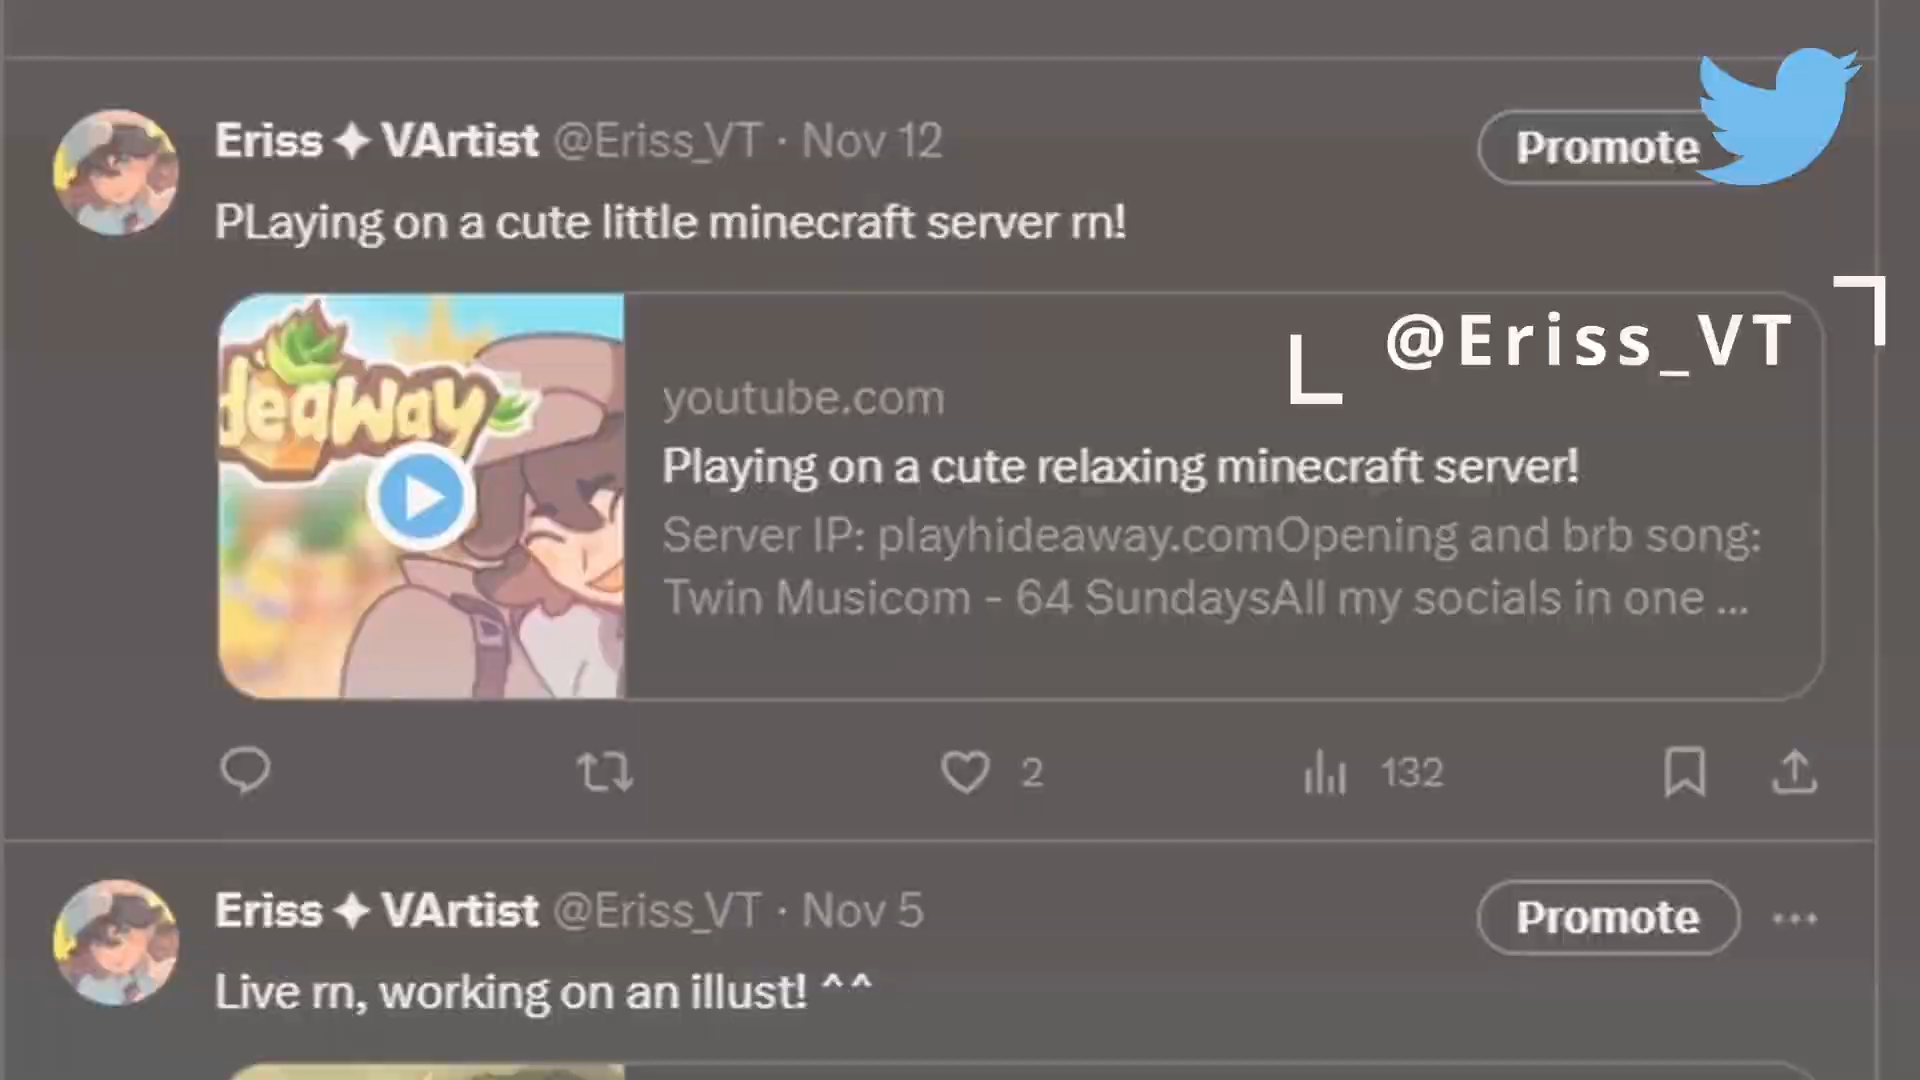 Eriss ✦ VArtist @Eriss_VT · Nov 12
Promote
PLaying on a cute little minecraft server rn!
deaway
@Eriss_VT
youtube.com
Playing on a cute relaxing minecraft server!
Server IP: playhideaway.comOpening and brb song:
Twin Musicom - 64 SundaysAll my socials in one ...
2
132
Eriss ✦ VArtist @Eriss_VT · Nov 5
Promote
Live rn, working on an illust! ^^